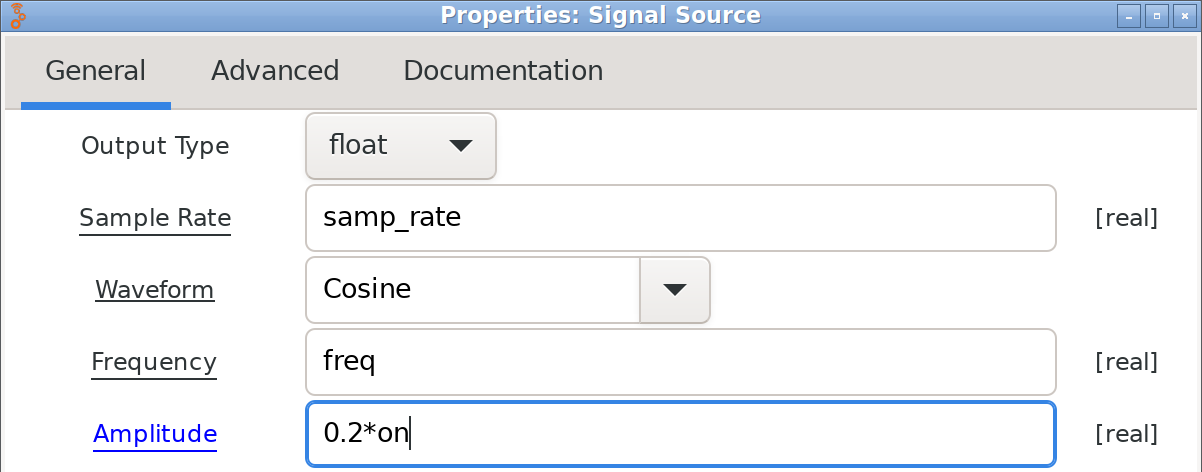 Properties: Signal Source
General Advanced Documentation
Output Type float
Sample Rate samp_rate [real]
Waveform Cosine
Frequency freq [real]
Amplitude 0.2*on [real]